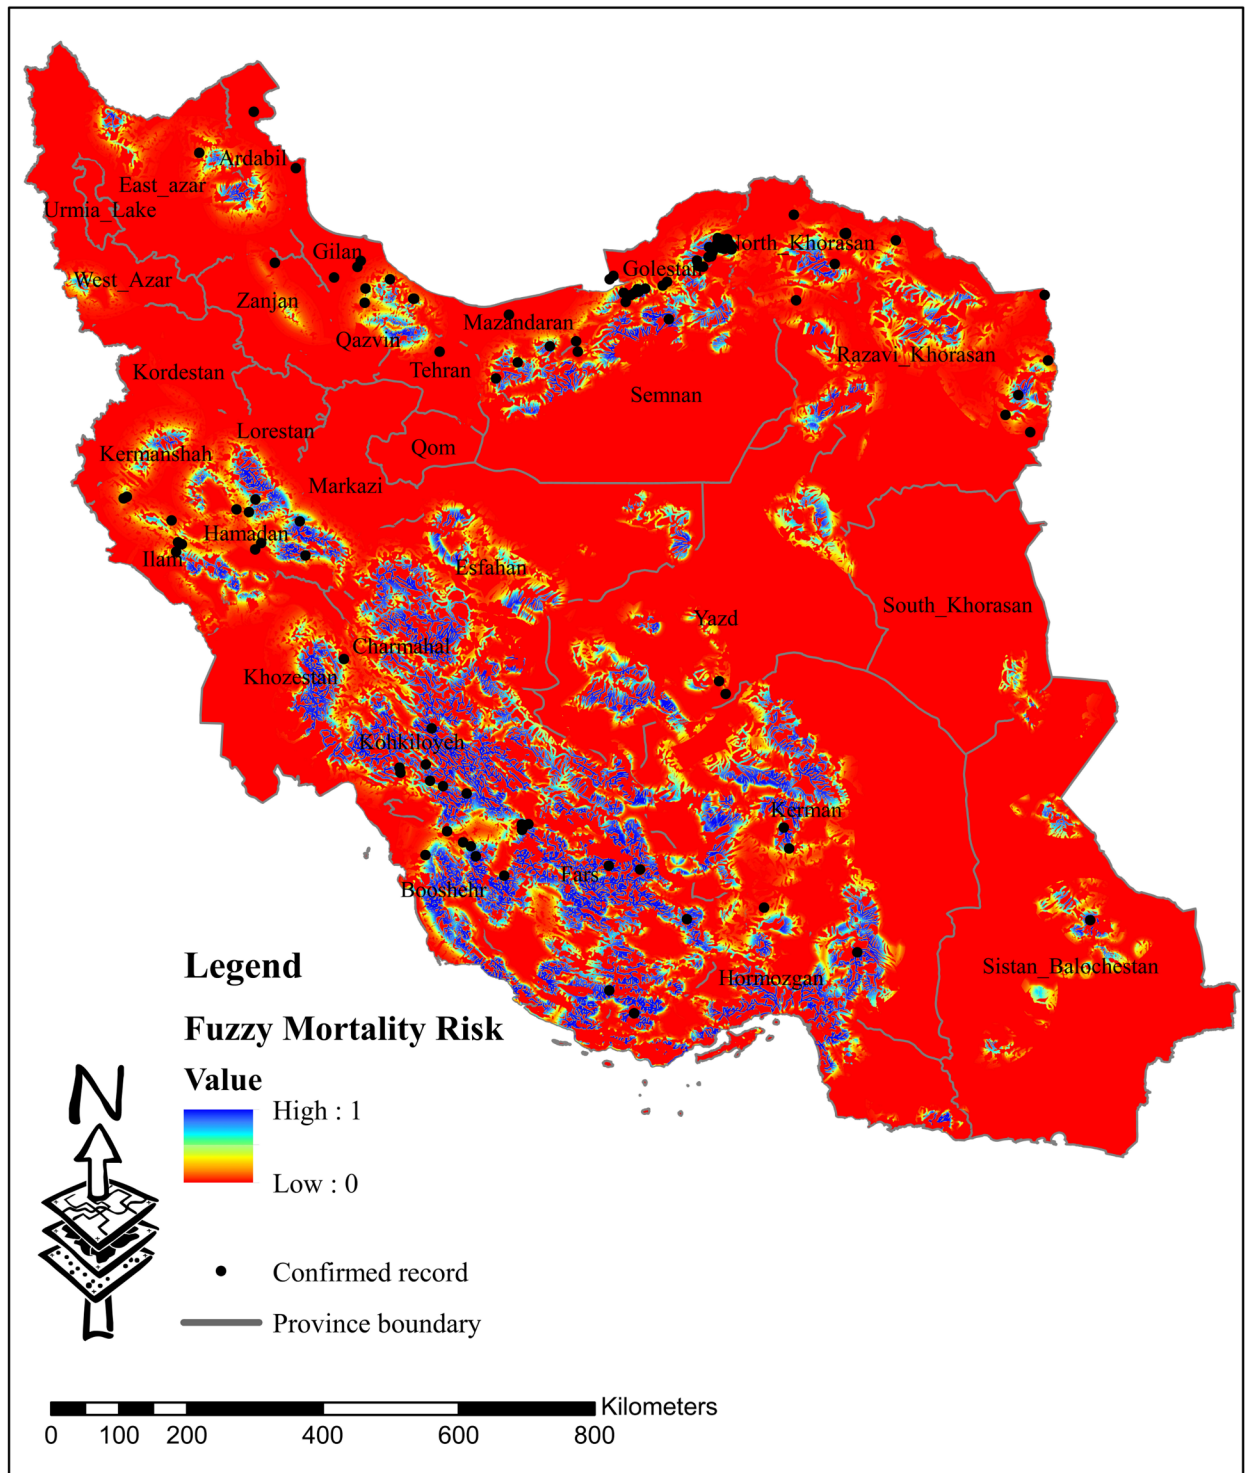 Ardabil
East_azar
Urmia_Lake
Gilan
North_Khorasan
Golestan
West_Azar
Zanjan
Mazandaran
Qazvin
Razavi_Khorasan
Tehran
Kordestan
Semnan
Lorestan
Qom
Kermanshah
Markazi
Hamadan
Ilam
Esfahan
South_Khorasan
Yazd
Charmahal
Khozestan
Kohkiloyeh
Kerman
Fars
Booshehr
Sistan_Balochestan
Hormozgan
Legend
Fuzzy Mortality Risk
Value
High : 1
Low : 0
N
Confirmed record
Province boundary
Kilometers
0 100 200 400 600 800